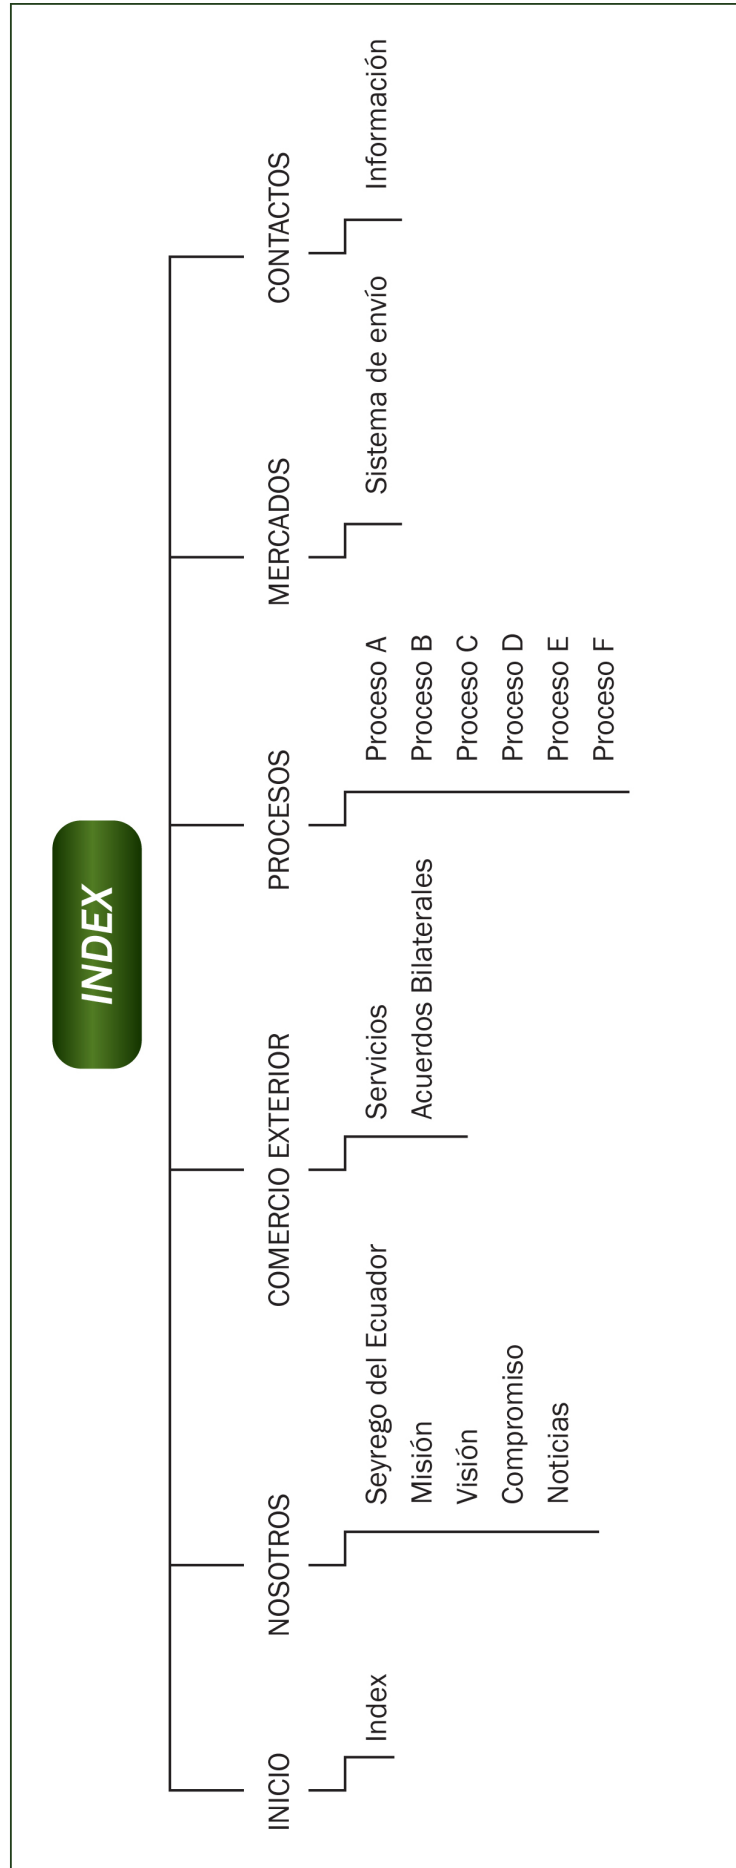 INDEX
INICIO
Index
NOSOTROS
Seyrego del Ecuador
Misión
Visión
Compromiso
Noticias
COMERCIO EXTERIOR
Servicios
Acuerdos Bilaterales
PROCESOS
Proceso A
Proceso B
Proceso C
Proceso D
Proceso E
Proceso F
MERCADOS
Sistema de envío
CONTACTOS
Información